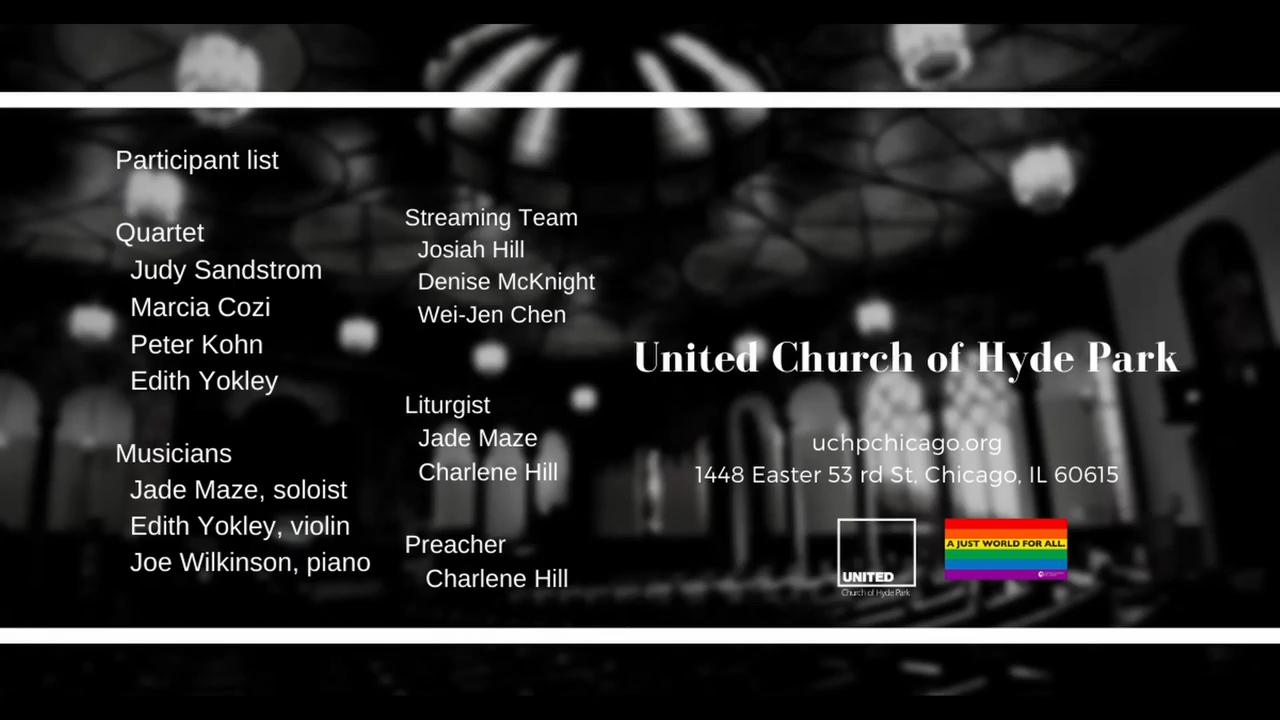 Participant list
Quartet
Judy Sandstrom
Marcia Cozi
Peter Kohn
Edith Yokley
Musicians
Jade Maze, soloist
Edith Yokley, violin
Joe Wilkinson, piano
Streaming Team
Josiah Hill
Denise McKnight
Wei-Jen Chen
Liturgist
Jade Maze
Charlene Hill
Preacher
Charlene Hill
United Church of Hyde Park
uchpchicago.org
1448 Easter 53 rd St, Chicago, IL 60615
UNITED
Church of Hyde Park
A JUST WORLD FOR ALL.